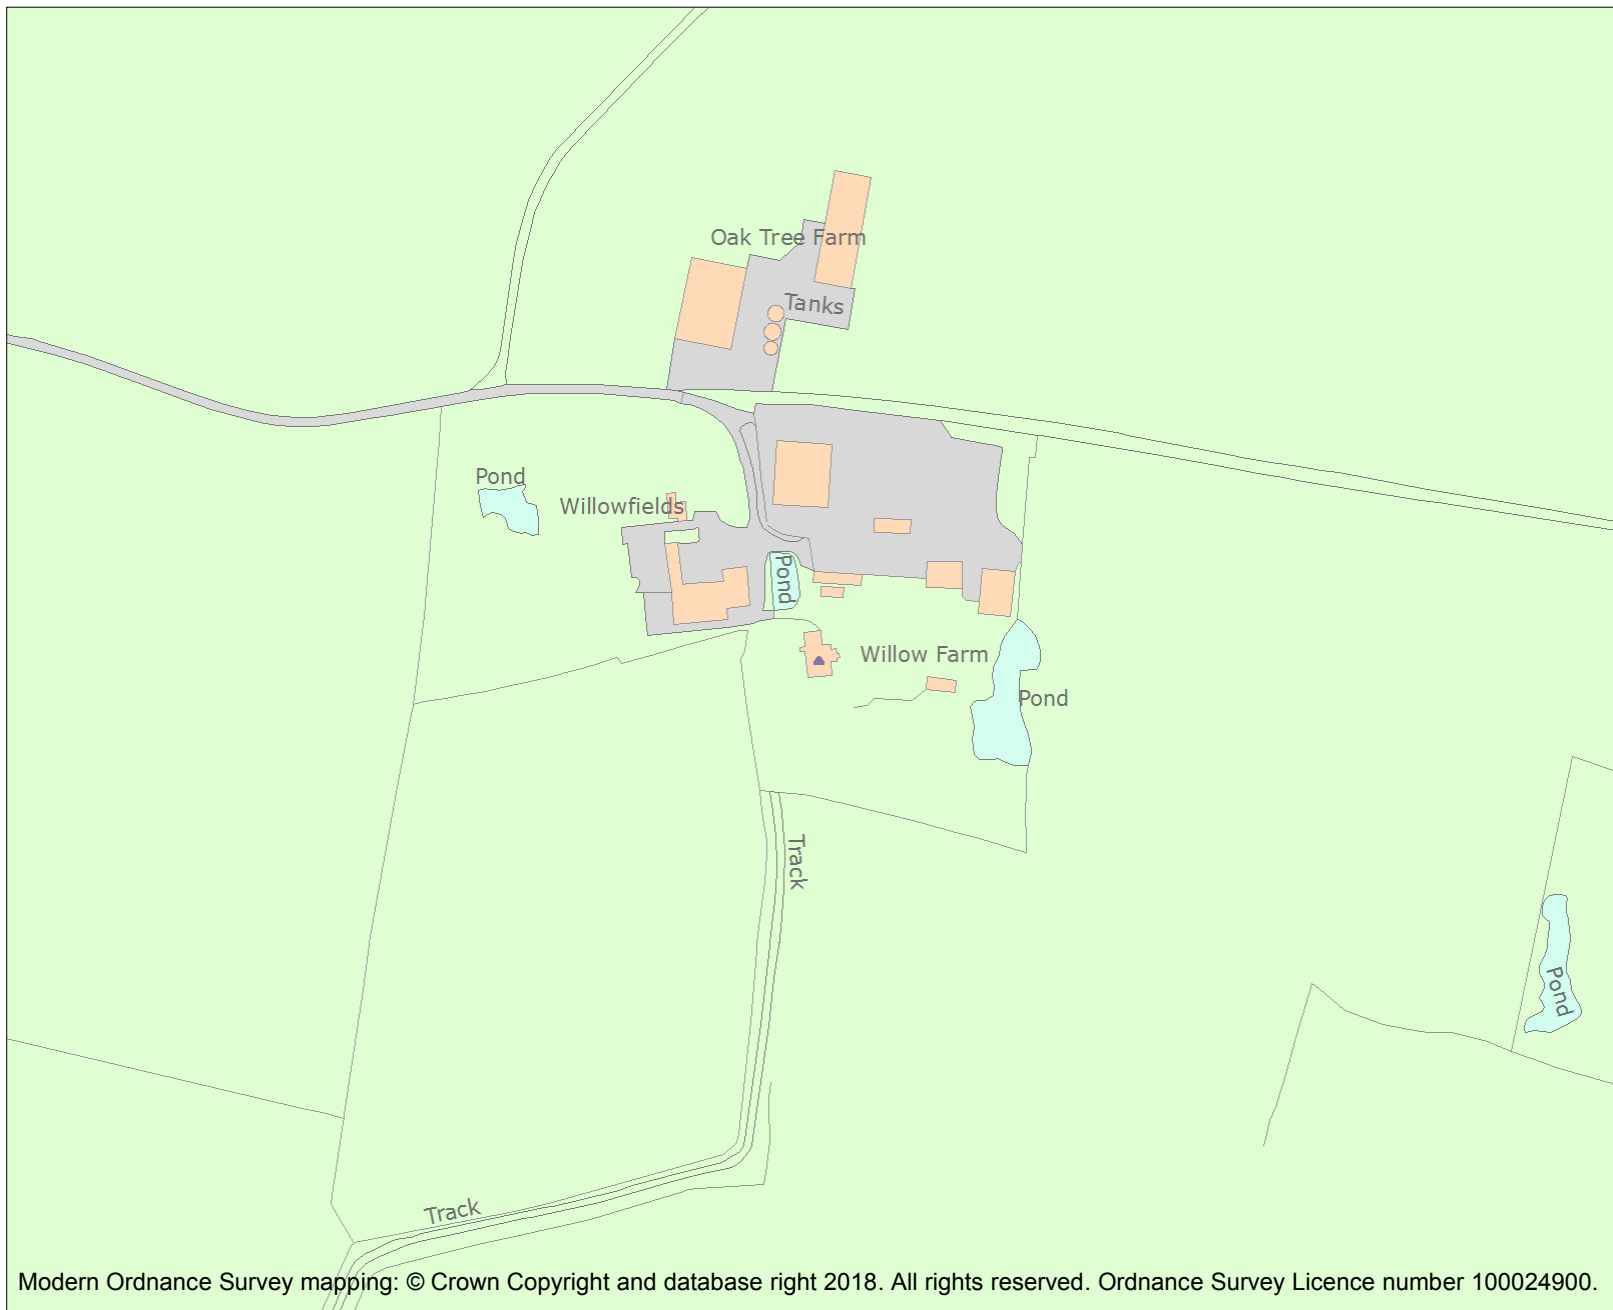 Oak Tree Farm
Tanks
Pond
Willowfields
Pond
Willow Farm
Pond
Track
Pond
Track
Modern Ordnance Survey mapping: © Crown Copyright and database right 2018. All rights reserved. Ordnance Survey Licence number 100024900.